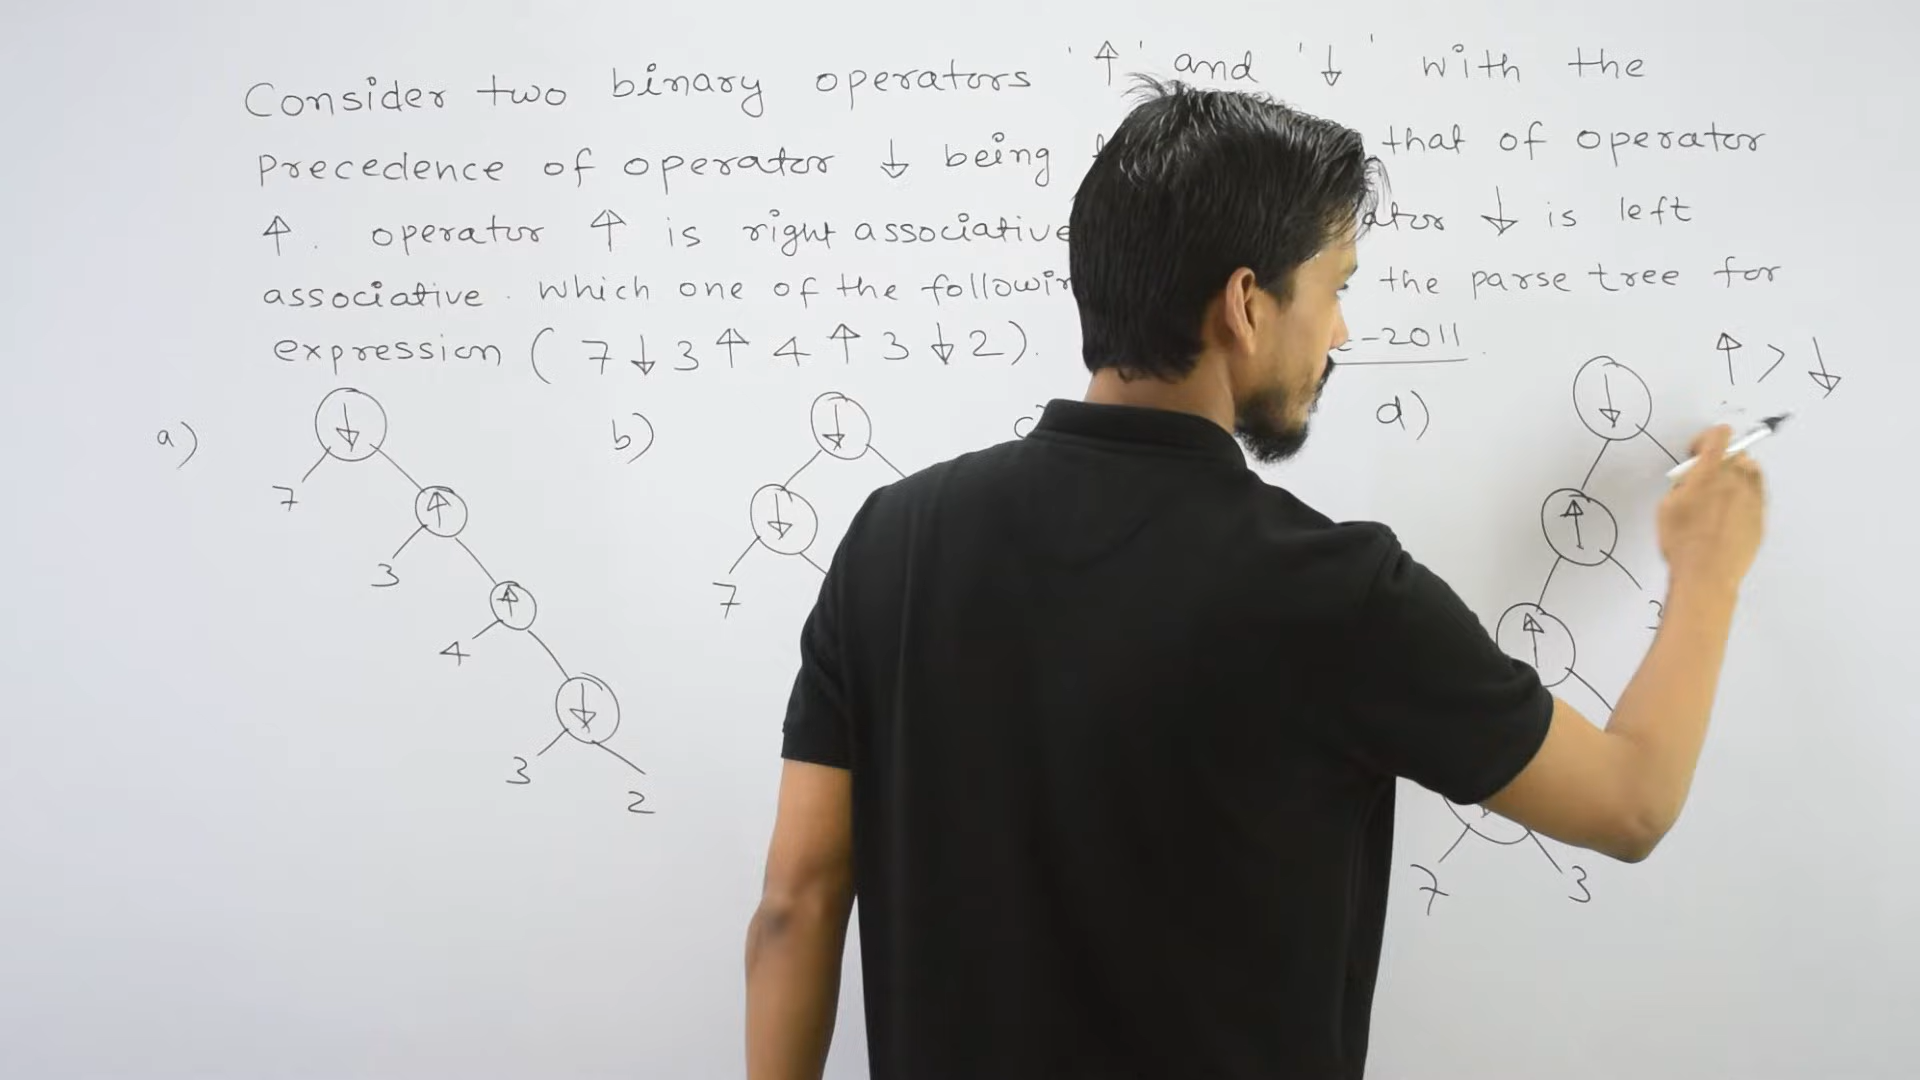 Consider two binary operators '↑' and '↓' with the
precedence of operator ↓ being that of operator
↑. operator ↑ is right associative ↓ is left
associative. which one of the the parse tree for
expression (7↓3↑4↑3↓2). -2011
↑ > ↓
a) b) d)
↓ ↓ ↓
7 ↑ ↓ ↑
3 7 3
↑ ↑
4
↓
3 2
7 3